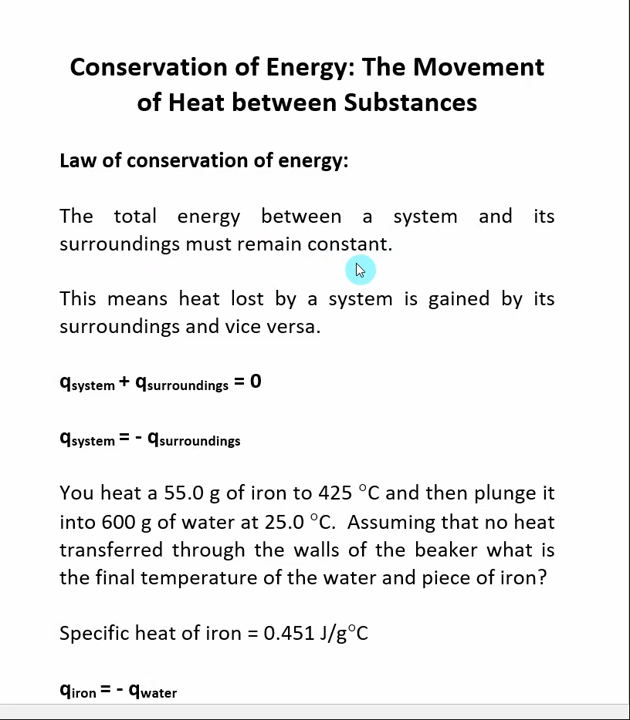 Conservation of Energy: The Movement
of Heat between Substances
Law of conservation of energy:
The total energy between a system and its
surroundings must remain constant.
This means heat lost by a system is gained by its
surroundings and vice versa.
qsystem + qsurroundings = 0
qsystem = - qsurroundings
You heat a 55.0 g of iron to 425 °C and then plunge it
into 600 g of water at 25.0 °C. Assuming that no heat
transferred through the walls of the beaker what is
the final temperature of the water and piece of iron?
Specific heat of iron = 0.451 J/g°C
qiron = - qwater